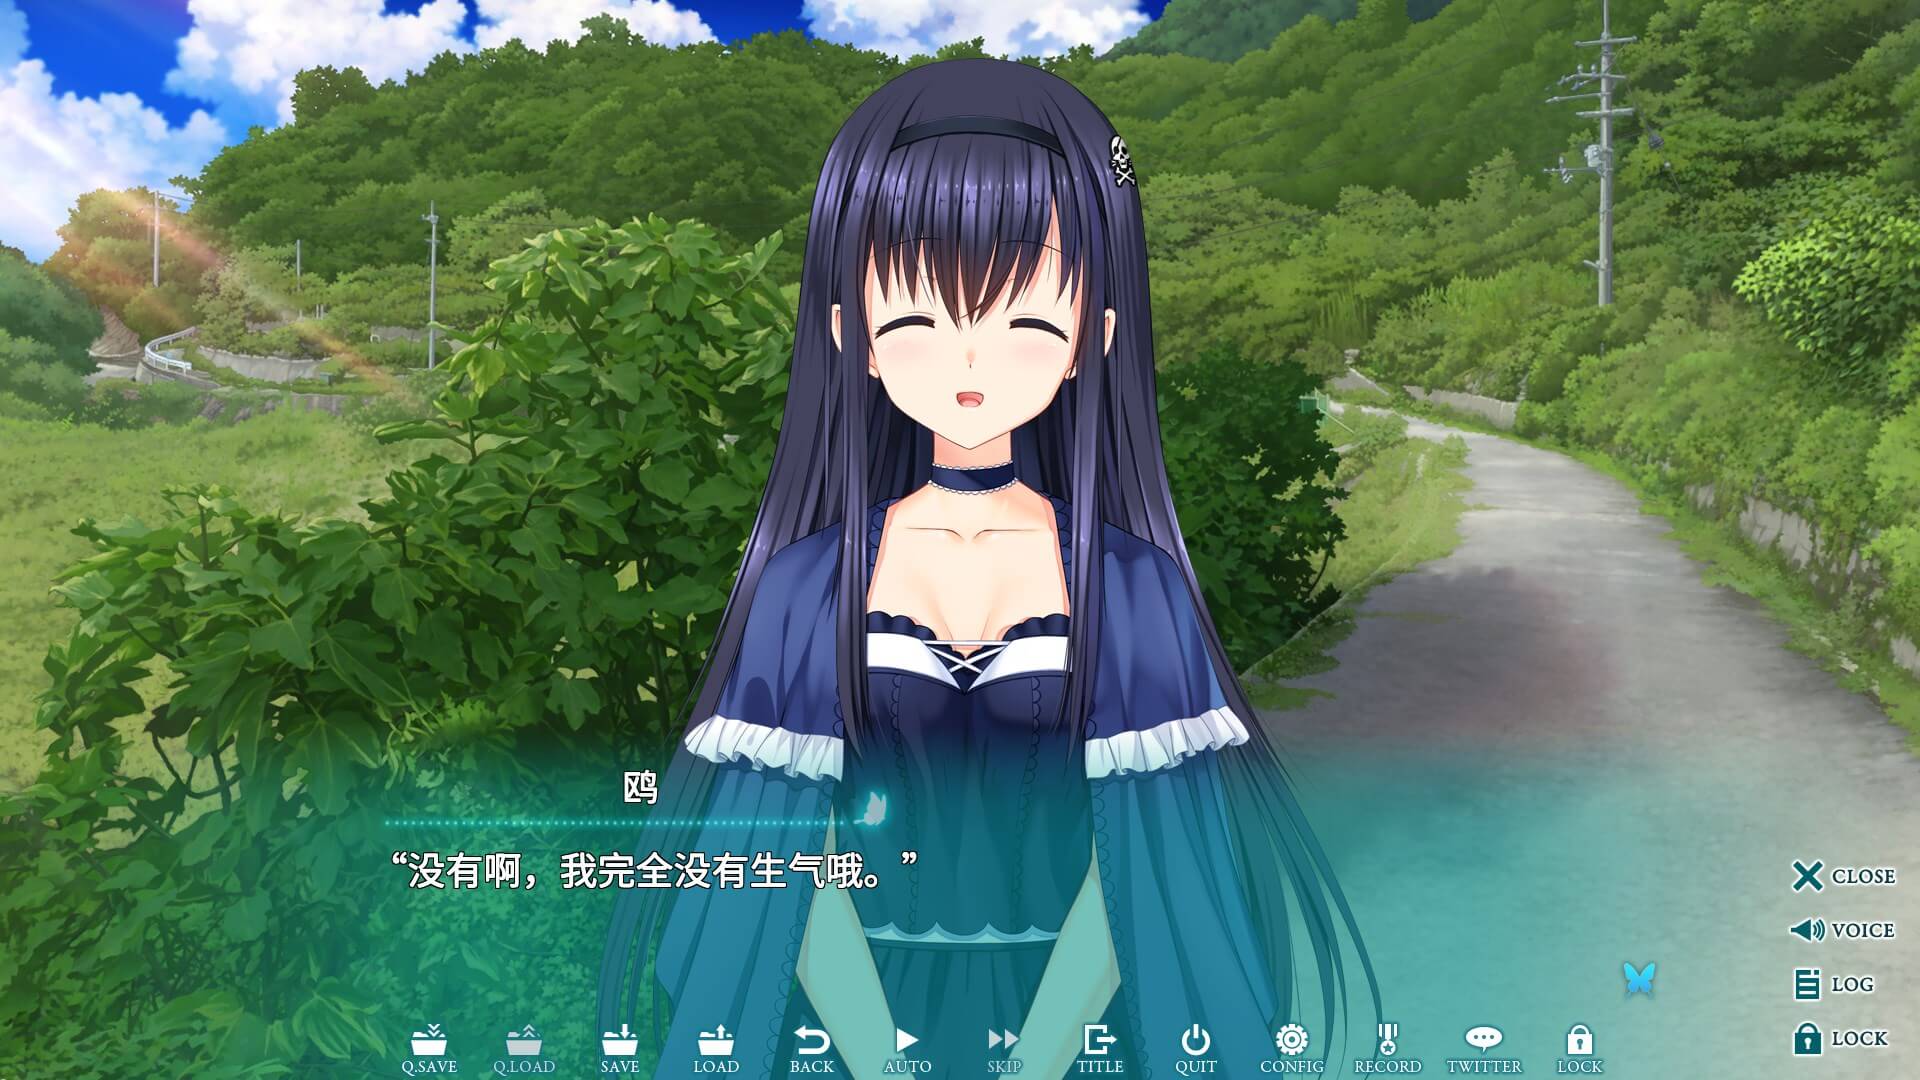 鸥
“没有啊，我完全没有生气哦。”
CLOSE
VOICE
LOG
LOCK
Q.SAVE
Q.LOAD
SAVE
LOAD
BACK
AUTO
SKIP
TITLE
QUIT
CONFIG
RECORD
TWITTER
LOCK